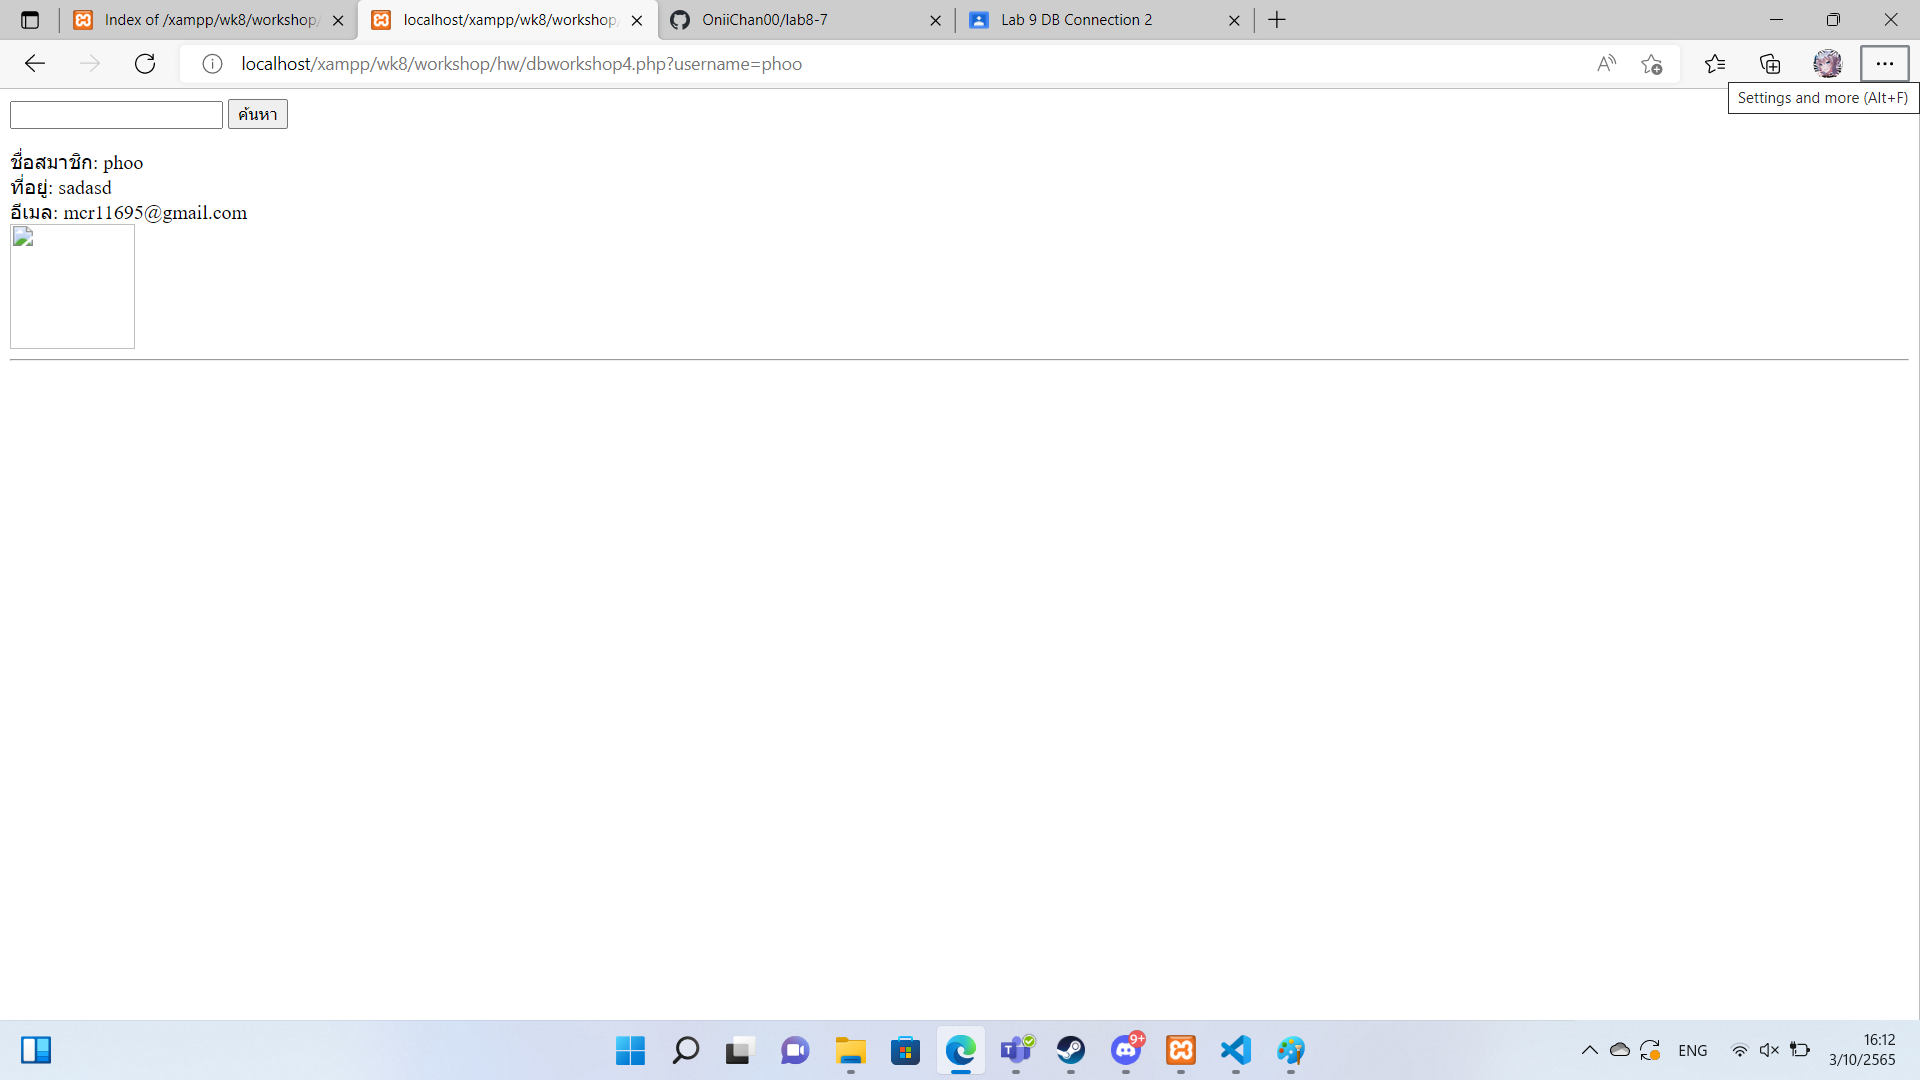 Index of /xampp/wk8/workshop/
localhost/xampp/wk8/workshop/
OniiChan00/lab8-7
Lab 9 DB Connection 2
localhost/xampp/wk8/workshop/hw/dbworkshop4.php?username=phoo
Settings and more (Alt+F)
ค้นหา
ชื่อสมาชิก: phoo
ที่อยู่: sadasd
อีเมล: mcr11695@gmail.com
9+
ENG
16:12
3/10/2565